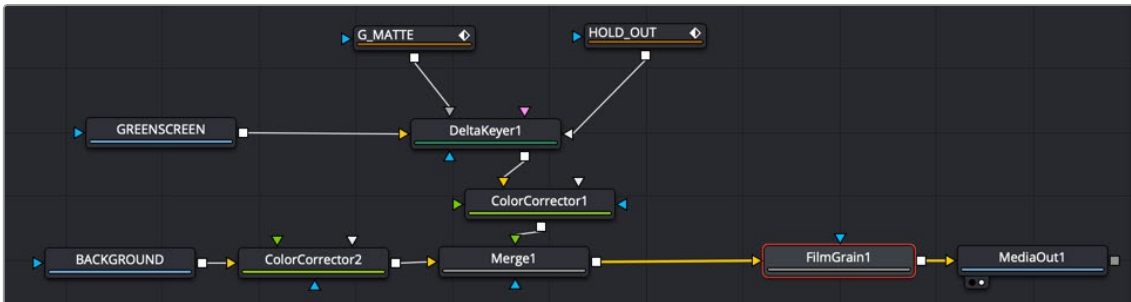 G_MATTE
HOLD_OUT
GREENSCREEN
DeltaKeyer1
ColorCorrector1
BACKGROUND
ColorCorrector2
Merge1
FilmGrain1
MediaOut1